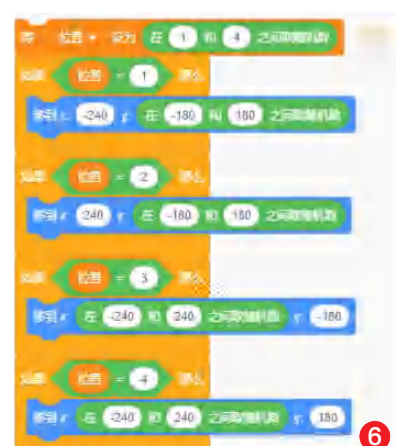 将 位置 设为 在 1 和 4 之间取随机数
如果 位置 = 1 那么
移到 x: -240 y: 在 -180 和 180 之间取随机数
如果 位置 = 2 那么
移到 x: 240 y: 在 -180 和 180 之间取随机数
如果 位置 = 3 那么
移到 x: 在 -240 和 240 之间取随机数 y: -180
如果 位置 = 4 那么
移到 x: 在 -240 和 240 之间取随机数 y: 180
6